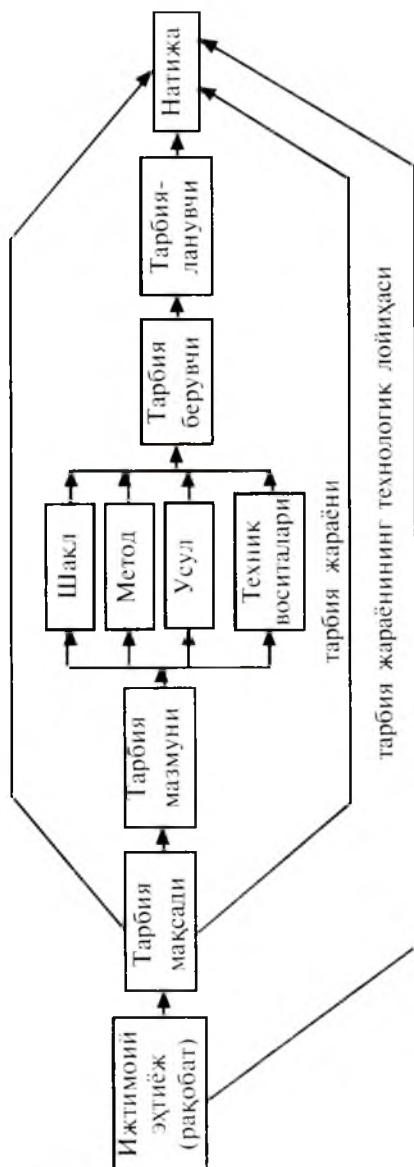 Ижтимоий
эҳтиёж
(рақобат)
Тарбия
мақсади
Тарбия
мазмуни
Шакл
Метод
Усул
Техник
воситалари
Тарбия
берувчи
Тарбия-
ланувчи
Натижа
тарбия жараёни
тарбия жараёнининг технологик лойиҳаси